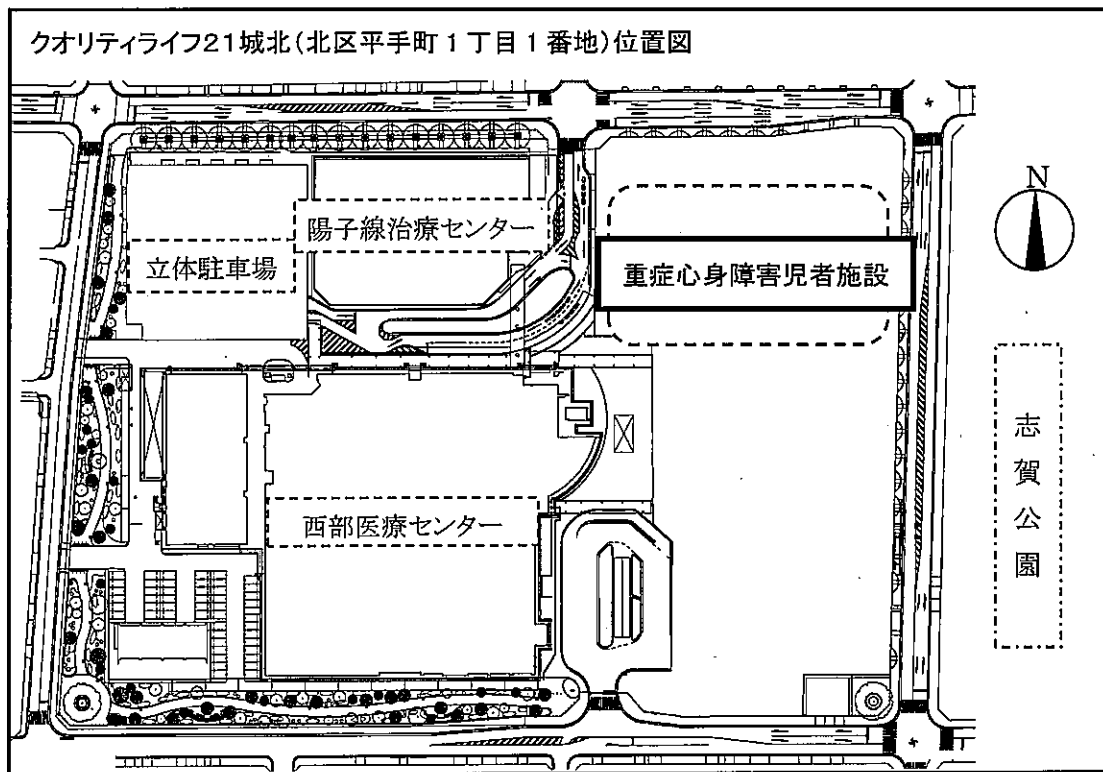 クオリティライフ21城北(北区平手町1丁目1番地)位置図
N
陽子線治療センター
立体駐車場
重症心身障害児者施設
志賀公園
西部医療センター